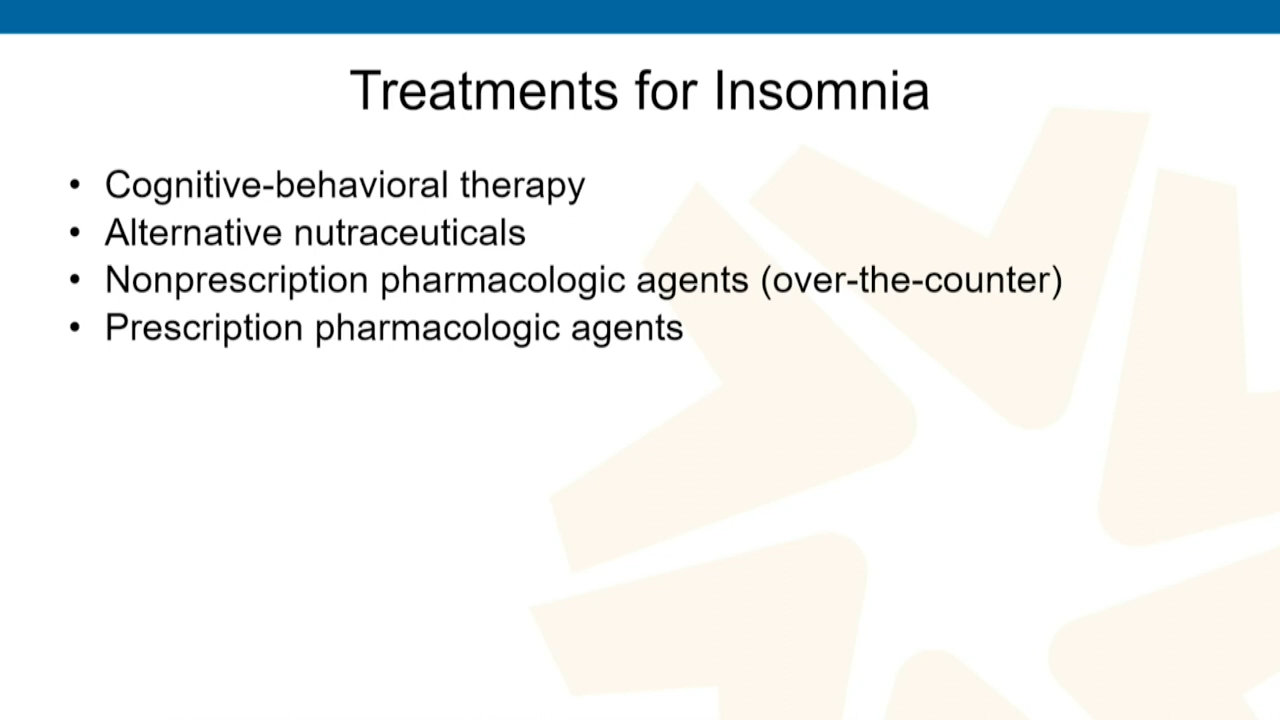 Treatments for Insomnia
• Cognitive-behavioral therapy
• Alternative nutraceuticals
• Nonprescription pharmacologic agents (over-the-counter)
• Prescription pharmacologic agents